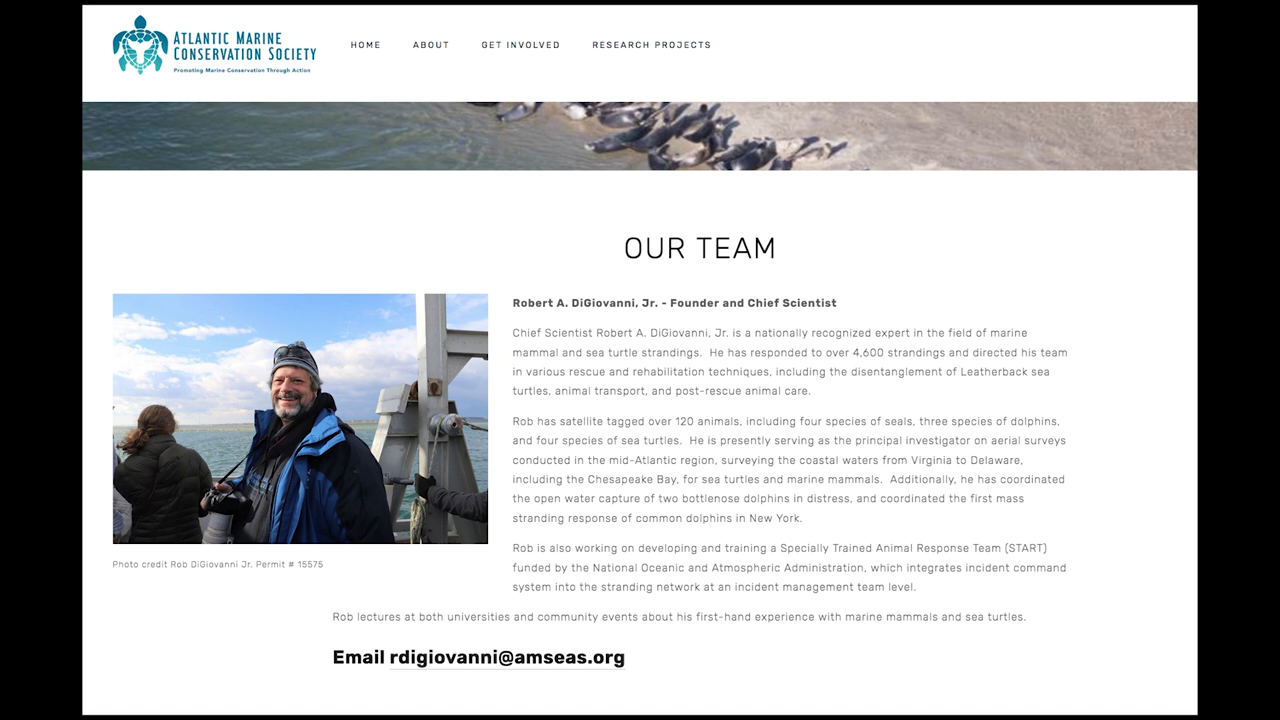 ATLANTIC MARINE
CONSERVATION SOCIETY
Promoting Marine Conservation Through Action
HOME ABOUT GET INVOLVED RESEARCH PROJECTS
OUR TEAM
Robert A. DiGiovanni, Jr. - Founder and Chief Scientist
Chief Scientist Robert A. DiGiovanni, Jr. is a nationally recognized expert in the field of marine
mammal and sea turtle strandings. He has responded to over 4,600 strandings and directed his team
in various rescue and rehabilitation techniques, including the disentanglement of Leatherback sea
turtles, animal transport, and post-rescue animal care.
Rob has satellite tagged over 120 animals, including four species of seals, three species of dolphins,
and four species of sea turtles. He is presently serving as the principal investigator on aerial surveys
conducted in the mid-Atlantic region, surveying the coastal waters from Virginia to Delaware,
including the Chesapeake Bay, for sea turtles and marine mammals. Additionally, he has coordinated
the open water capture of two bottlenose dolphins in distress, and coordinated the first mass
stranding response of common dolphins in New York.
Photo credit Rob DiGiovanni Jr. Permit # 15575
Rob is also working on developing and training a Specially Trained Animal Response Team (START)
funded by the National Oceanic and Atmospheric Administration, which integrates incident command
system into the stranding network at an incident management team level.
Rob lectures at both universities and community events about his first-hand experience with marine mammals and sea turtles.
Email rdigiovanni@amseas.org